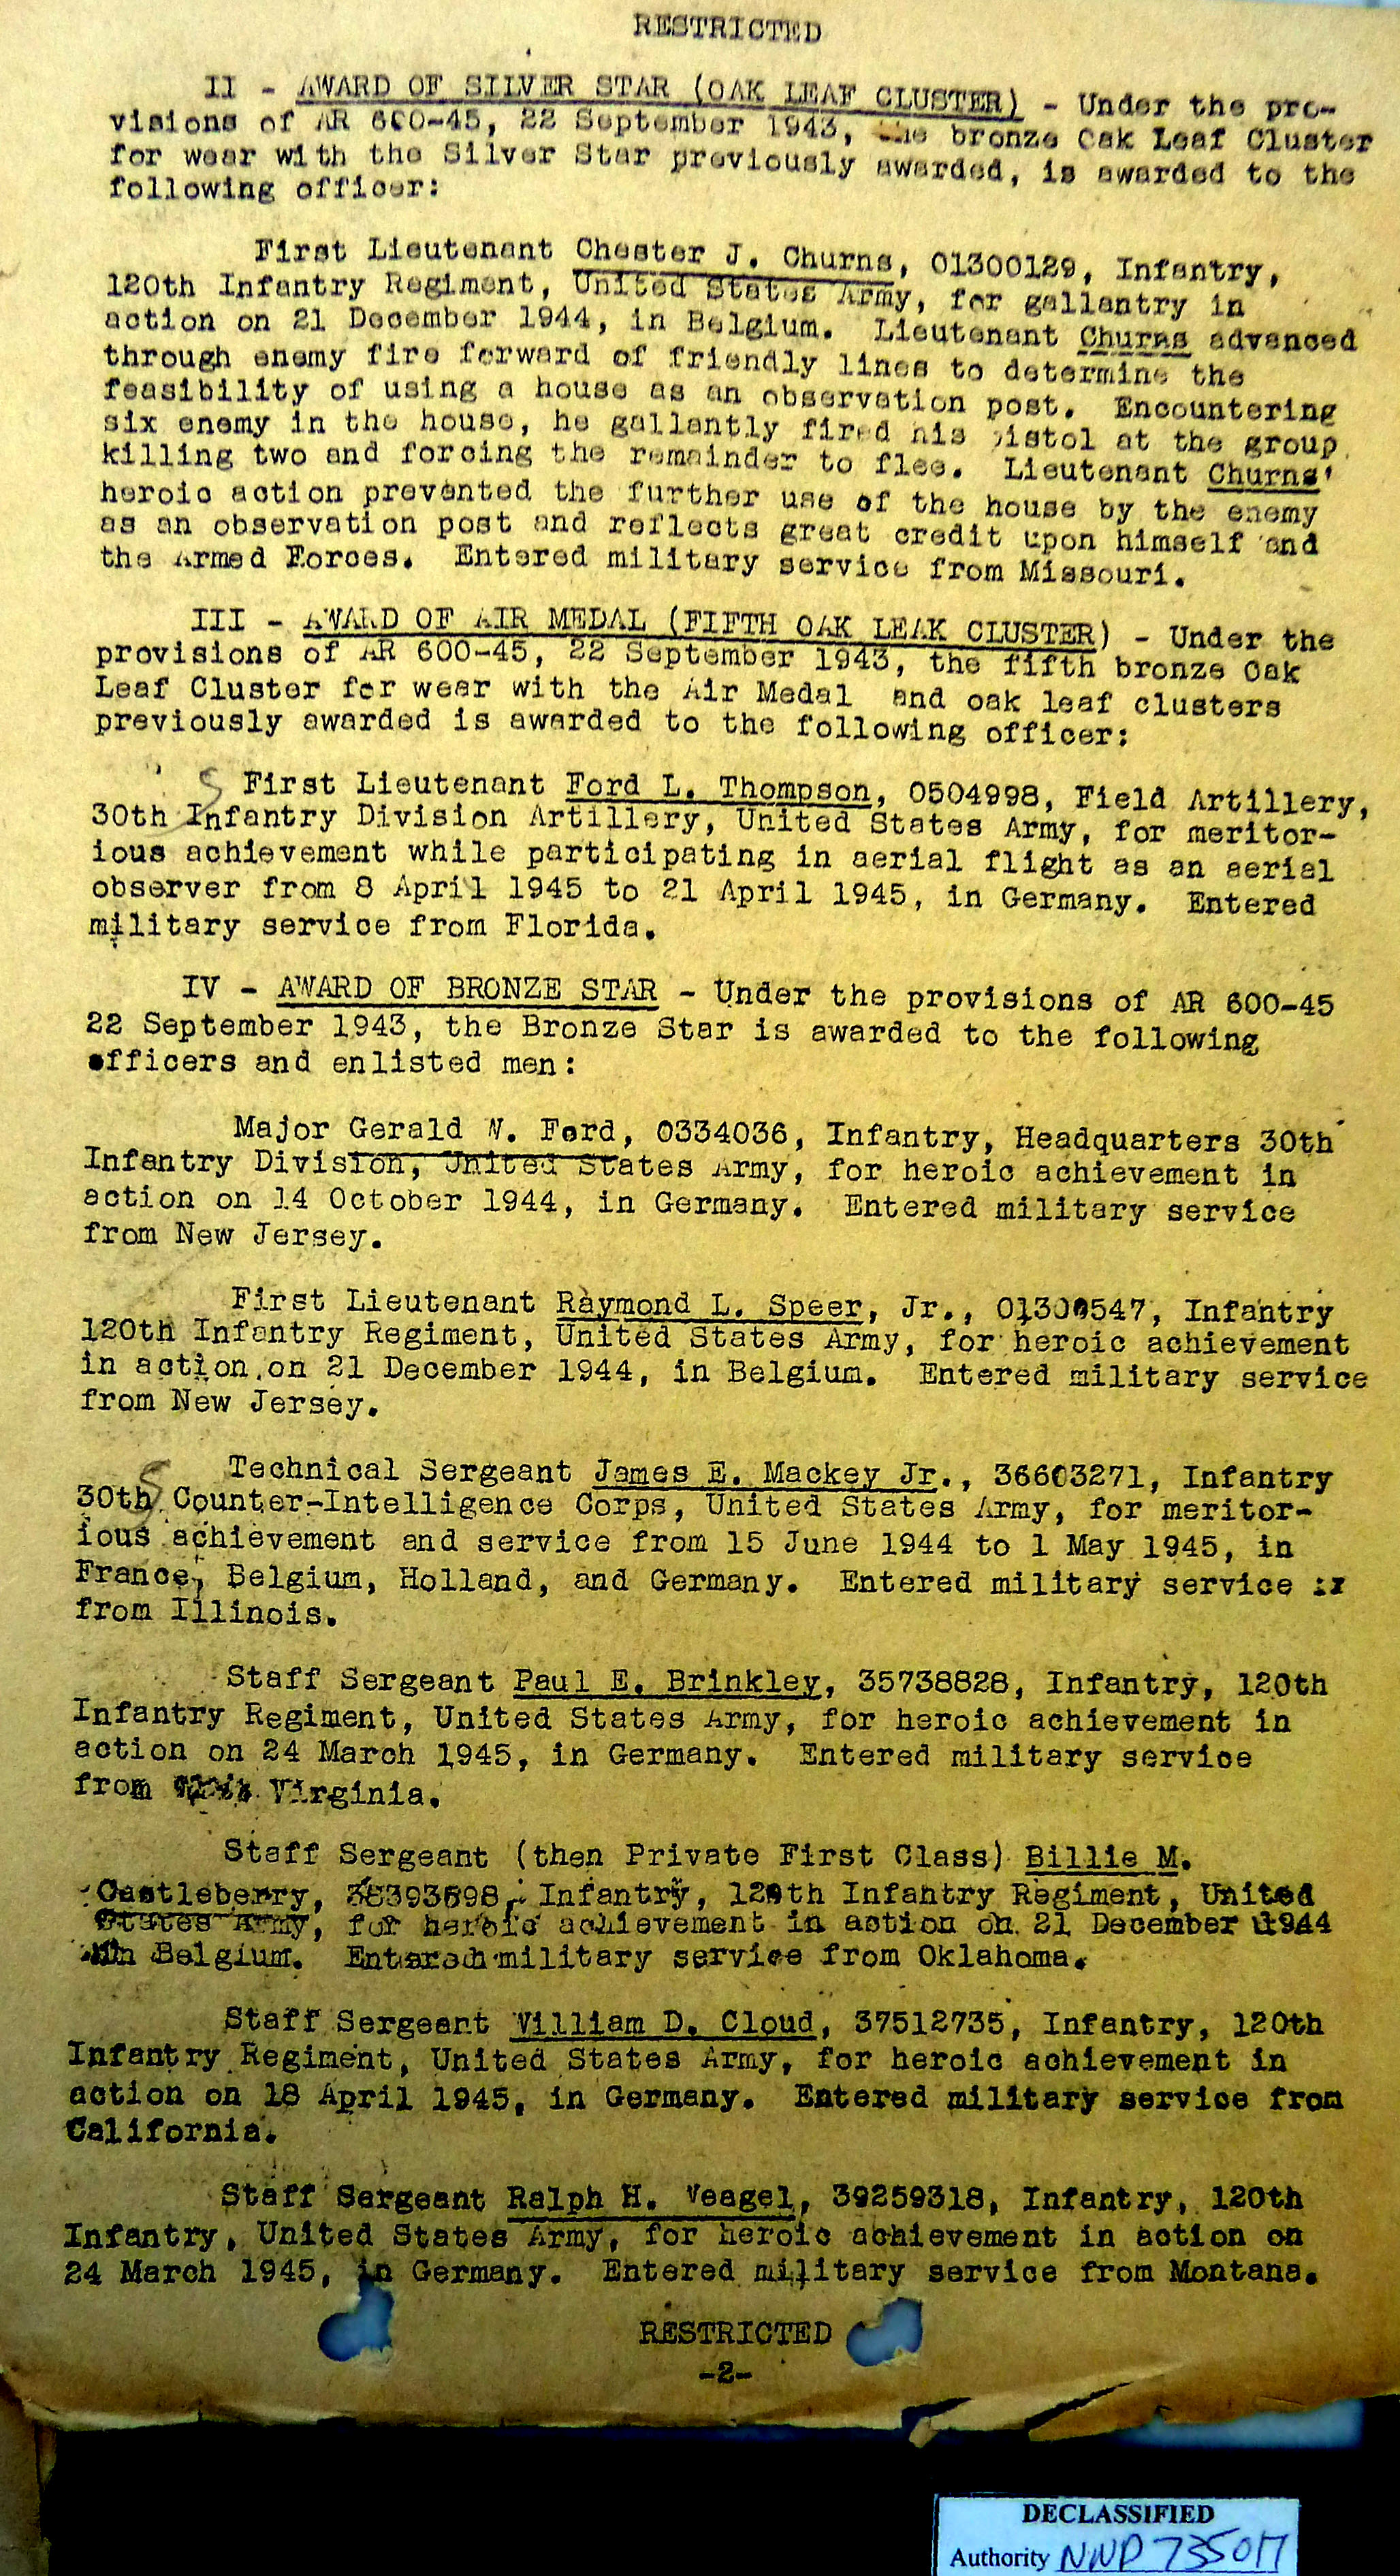 RESTRICTED
II - AWARD OF SILVER STAR (OAK LEAF CLUSTER) - Under the pro-
visions of AR 600-45, 22 September 1943, the bronze Oak Leaf Cluster
for wear with the Silver Star previously awarded, is awarded to the
following officer:
First Lieutenant Chester J. Churns, 01300129, Infantry,
120th Infantry Regiment, United States Army, for gallantry in
action on 21 December 1944, in Belgium. Lieutenant Churns advanced
through enemy fire forward of friendly lines to determine the
feasibility of using a house as an observation post. Encountering
six enemy in the house, he gallantly fired his pistol at the group
killing two and forcing the remainder to flee. Lieutenant Churns'
heroic action prevented the further use of the house by the enemy
as an observation post and reflects great credit upon himself and
the Armed Forces. Entered military service from Missouri.
III - AWARD OF AIR MEDAL (FIFTH OAK LEAK CLUSTER) - Under the
provisions of AR 600-45, 22 September 1943, the fifth bronze Oak
Leaf Cluster for wear with the Air Medal and oak leaf clusters
previously awarded is awarded to the following officer:
S First Lieutenant Ford L. Thompson, 0504998, Field Artillery,
30th Infantry Division Artillery, United States Army, for meritor-
ious achievement while participating in aerial flight as an aerial
observer from 8 April 1945 to 21 April 1945, in Germany. Entered
military service from Florida.
IV - AWARD OF BRONZE STAR - Under the provisions of AR 600-45
22 September 1943, the Bronze Star is awarded to the following
officers and enlisted men:
Major Gerald W. Ford, 0334036, Infantry, Headquarters 30th
Infantry Division, United States Army, for heroic achievement in
action on 14 October 1944, in Germany. Entered military service
from New Jersey.
First Lieutenant Raymond L. Speer, Jr., 01300547, Infantry
120th Infantry Regiment, United States Army, for heroic achievement
in action on 21 December 1944, in Belgium. Entered military service
from New Jersey.
S Technical Sergeant James E. Mackey Jr., 36603271, Infantry
30th Counter-Intelligence Corps, United States Army, for meritor-
ious achievement and service from 15 June 1944 to 1 May 1945, in
France, Belgium, Holland, and Germany. Entered military service
from Illinois.
Staff Sergeant Paul E. Brinkley, 35738828, Infantry, 120th
Infantry Regiment, United States Army, for heroic achievement in
action on 24 March 1945, in Germany. Entered military service
from Virginia.
Staff Sergeant (then Private First Class) Billie M.
Castleberry, 38393698, Infantry, 120th Infantry Regiment, United
States Army, for heroic achievement in action on 21 December 1944
in Belgium. Entered military service from Oklahoma.
Staff Sergeant William D. Cloud, 37512735, Infantry, 120th
Infantry Regiment, United States Army, for heroic achievement in
action on 18 April 1945, in Germany. Entered military service from
California.
Staff Sergeant Ralph H. Veagel, 39259318, Infantry, 120th
Infantry, United States Army, for heroic achievement in action on
24 March 1945, in Germany. Entered military service from Montana.
RESTRICTED
-2-
DECLASSIFIED
Authority NND 735017